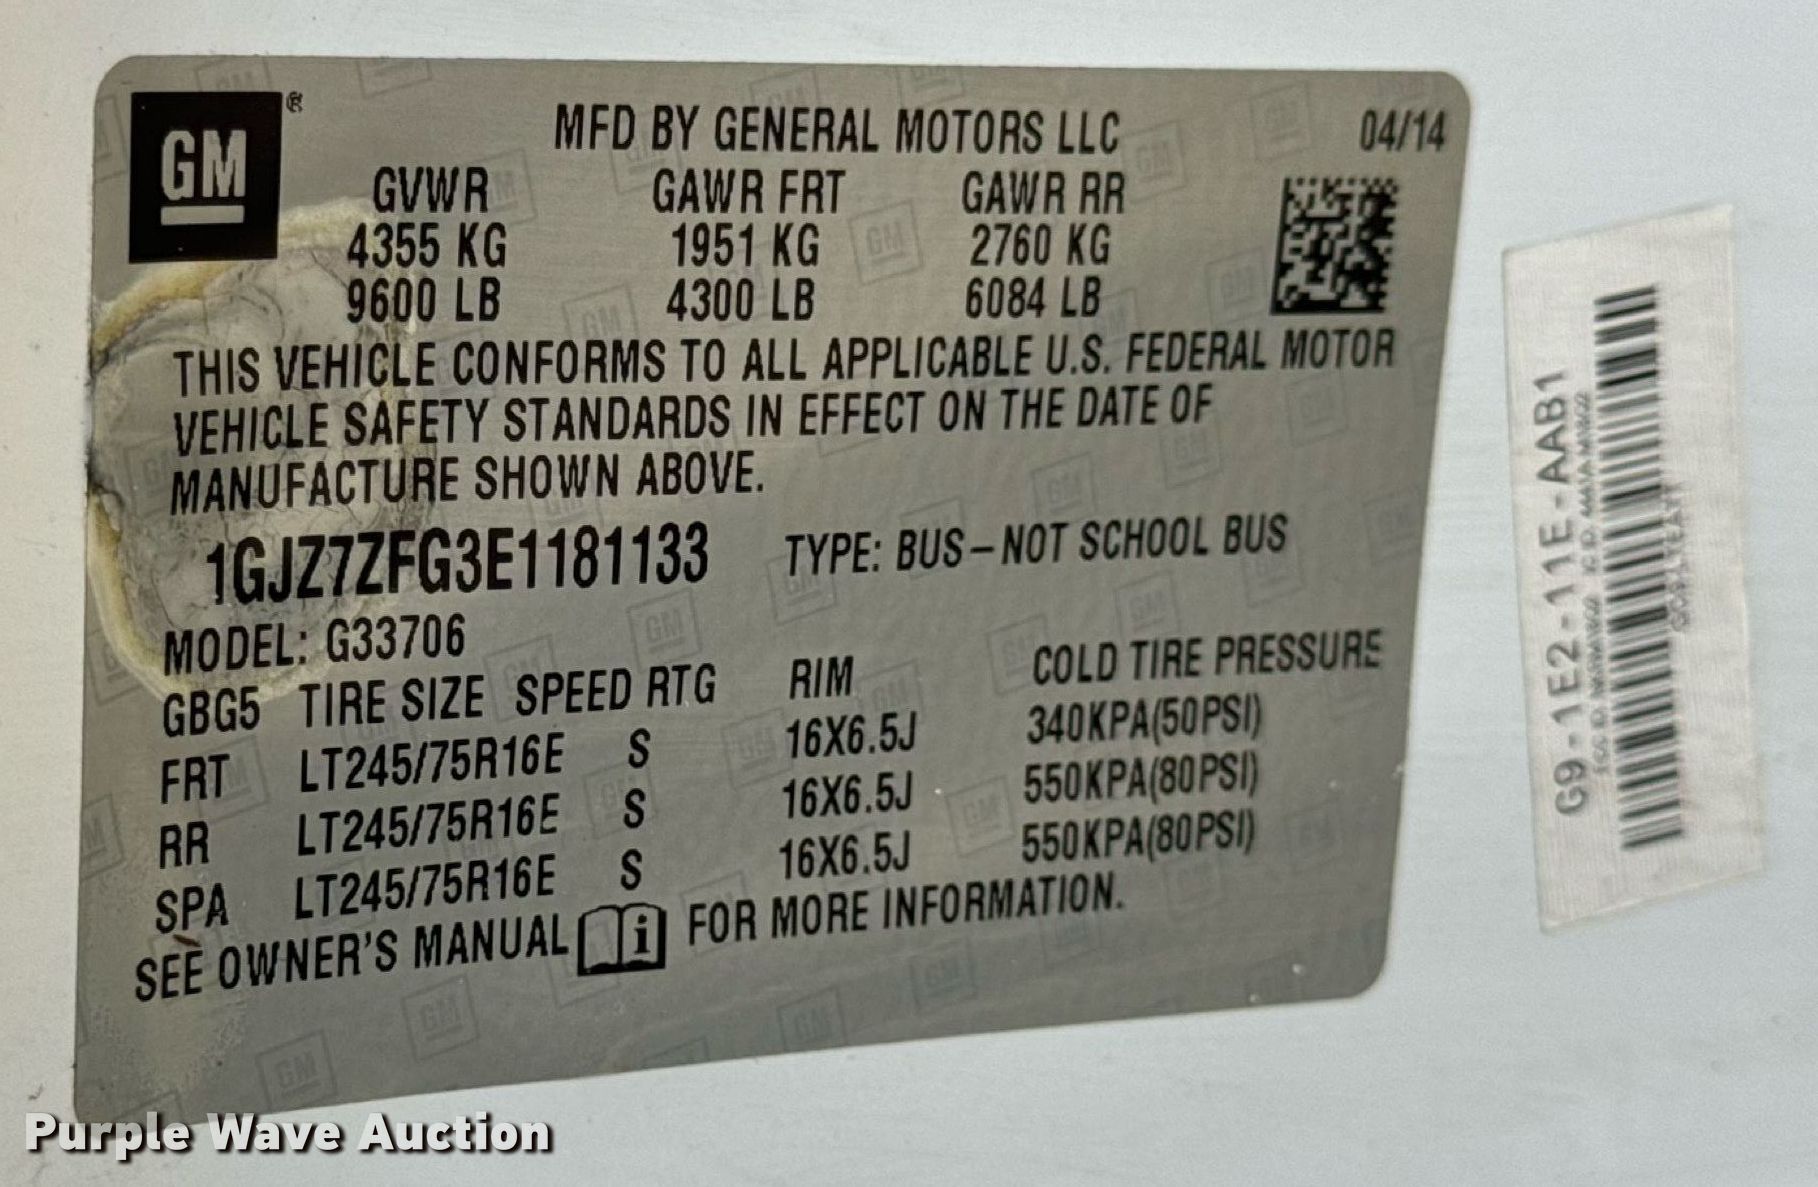 GM ®
MFD BY GENERAL MOTORS LLC 04/14
GVWR GAWR FRT GAWR RR
4355 KG 1951 KG 2760 KG
9600 LB 4300 LB 6084 LB
THIS VEHICLE CONFORMS TO ALL APPLICABLE U.S. FEDERAL MOTOR
VEHICLE SAFETY STANDARDS IN EFFECT ON THE DATE OF
MANUFACTURE SHOWN ABOVE.
1GJZ7ZFG3E1181133 TYPE: BUS–NOT SCHOOL BUS
MODEL: G33706
GBG5 TIRE SIZE SPEED RTG RIM COLD TIRE PRESSURE
FRT LT245/75R16E S 16X6.5J 340KPA(50PSI)
RR LT245/75R16E S 16X6.5J 550KPA(80PSI)
SPA LT245/75R16E S 16X6.5J 550KPA(80PSI)
SEE OWNER'S MANUAL i FOR MORE INFORMATION.
G9-1E2-11E-AAB1
Purple Wave Auction